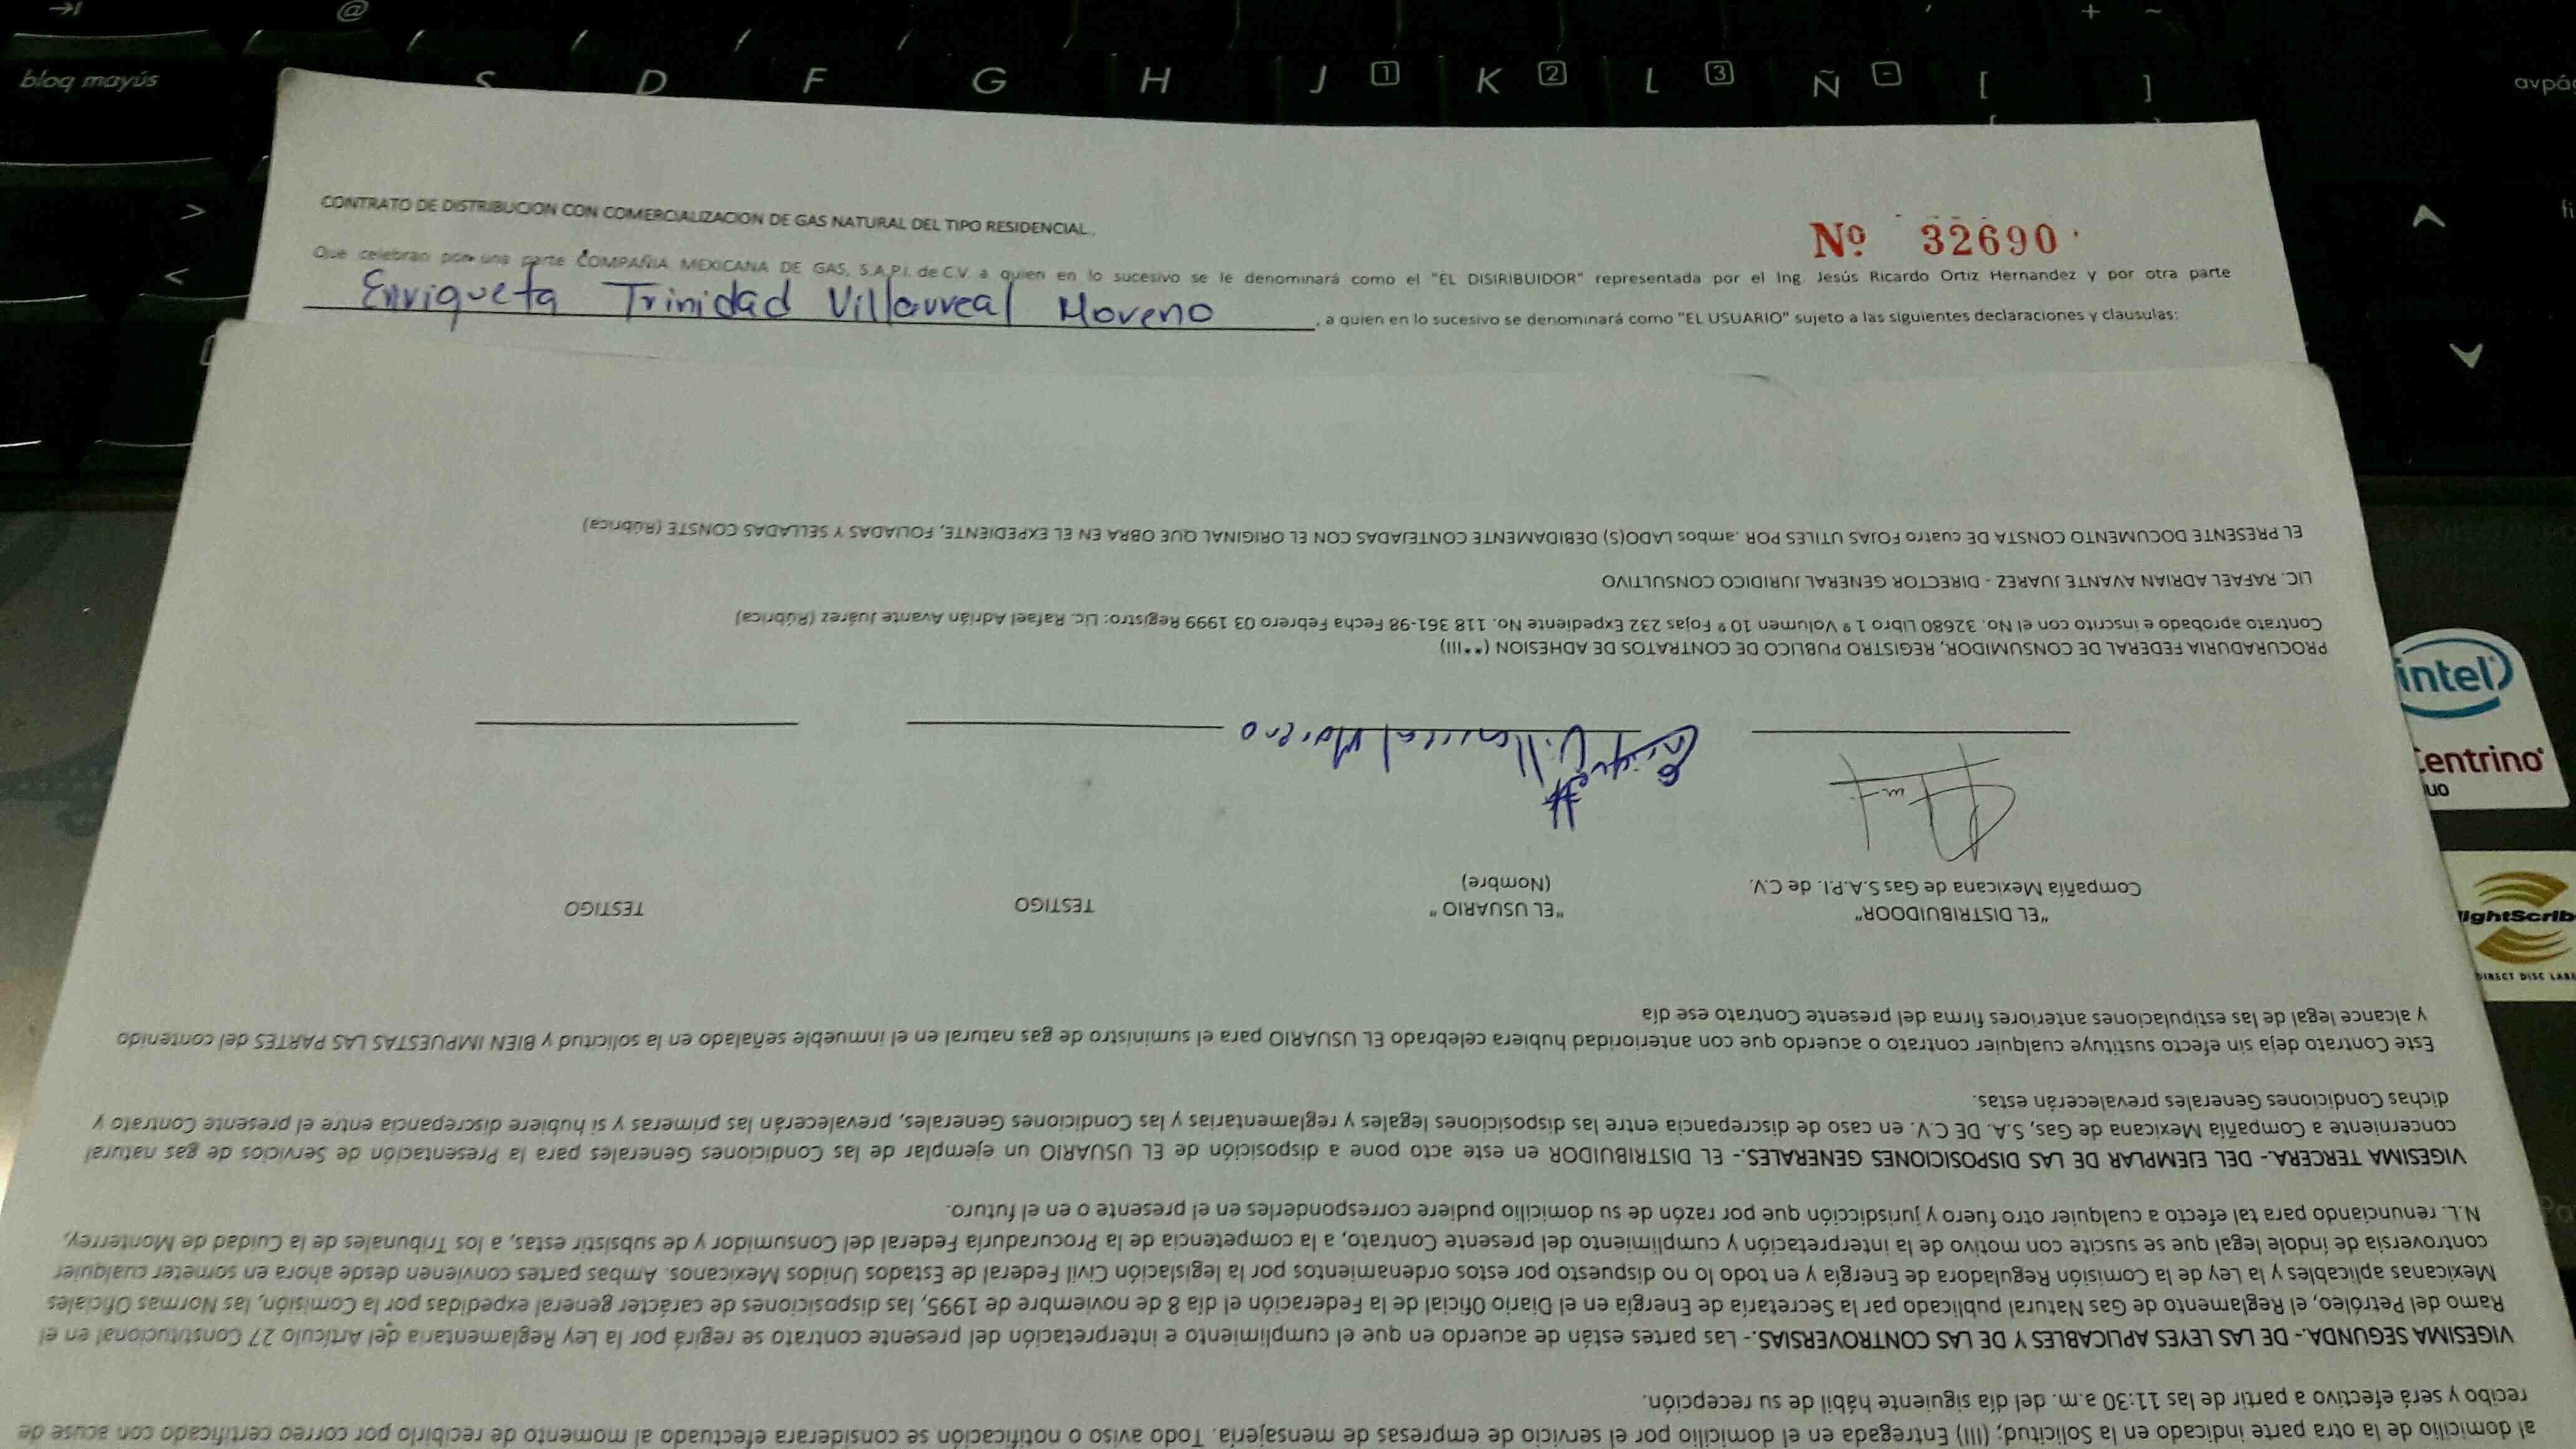 bloq mayús @ + ~
S D F G H J 1 K 2 L 3 Ñ - [ ] avpág
> < 
CONTRATO DE DISTRIBUCION CON COMERCIALIZACION DE GAS NATURAL DEL TIPO RESIDENCIAL.
Nº 32690
Que celebran por una parte COMPAÑIA MEXICANA DE GAS, S.A.P.I. de C.V. a quien en lo sucesivo se le denominará como el "EL DISIRIBUIDOR" representada por el Ing. Jesús Ricardo Ortiz Hernandez y por otra parte
Enriqueta Trinidad Villarreal Moreno, a quien en lo sucesivo se denominará como "EL USUARIO" sujeto a las siguientes declaraciones y clausulas:
al domicilio de la otra parte indicado en la Solicitud; (III) Entregada en el domicilio por el servicio de empresas de mensajería. Todo aviso o notificación se considerara efectuado al momento de recibirlo por correo certificado con acuse de
recibo y será efectivo a partir de las 11:30 a.m. del día siguiente hábil de su recepción.
VIGESIMA SEGUNDA.- DE LAS LEYES APLICABLES Y DE LAS CONTROVERSIAS.- Las partes están de acuerdo en que el cumplimiento e interpretación del presente contrato se regirá por la Ley Reglamentaria del Artículo 27 Constitucional en el
Ramo del Petróleo, el Reglamento de Gas Natural publicado par la Secretaría de Energía en el Diario Oficial de la Federación el día 8 de noviembre de 1995, las disposiciones de carácter general expedidas por la Comisión, las Normas Oficiales
Mexicanas aplicables y la Ley de la Comisión Reguladora de Energía y en todo lo no dispuesto por estos ordenamientos por la legislación Civil Federal de Estados Unidos Mexicanos. Ambas partes convienen desde ahora en someter cualquier
controversia de índole legal que se suscite con motivo de la interpretación y cumplimiento del presente Contrato, a la competencia de la Procuraduría Federal del Consumidor y de subsistir estas, a los Tribunales de la Cuidad de Monterrey,
N.L. renunciando para tal efecto a cualquier otro fuero y jurisdicción que por razón de su domicilio pudiere corresponderles en el presente o en el futuro.
VIGESIMA TERCERA.- DEL EJEMPLAR DE LAS DISPOSICIONES GENERALES.- EL DISTRIBUIDOR en este acto pone a disposición de EL USUARIO un ejemplar de las Condiciones Generales para la Presentación de Servicios de gas natural
concerniente a Compañía Mexicana de Gas, S.A. DE C.V. en caso de discrepancia entre las disposiciones legales y reglamentarias y las Condiciones Generales, prevalecerán las primeras y si hubiere discrepancia entre el presente Contrato y
dichas Condiciones Generales prevalecerán estas.
Este Contrato deja sin efecto sustituye cualquier contrato o acuerdo que con anterioridad hubiera celebrado EL USUARIO para el suministro de gas natural en el inmueble señalado en la solicitud y BIEN IMPUESTAS LAS PARTES del contenido
y alcance legal de las estipulaciones anteriores firma del presente Contrato ese día
"EL DISTRIBUIDOOR" "EL USUARIO" TESTIGO TESTIGO
Compañía Mexicana de Gas S.A.P.I. de C.V. (Nombre)
Villarreal Moreno
PROCURADURIA FEDERAL DE CONSUMIDOR, REGISTRO PUBLICO DE CONTRATOS DE ADHESION (**III)
Contrato aprobado e inscrito con el No. 32680 Libro 1º Volumen 10º Fojas 232 Expediente No. 118 361-98 Fecha Febrero 03 1999 Registro: Lic. Rafael Adrián Avante Juárez (Rúbrica)
LIC. RAFAEL ADRIAN AVANTE JUAREZ - DIRECTOR GENERAL JURIDICO CONSULTIVO
EL PRESENTE DOCUMENTO CONSTA DE cuatro FOJAS UTILES POR .ambos LADO(S) DEBIDAMENTE CONTEJADAS CON EL ORIGINAL QUE OBRA EN EL EXPEDIENTE, FOLIADAS Y SELLADAS CONSTE (Rúbrica)
intel
Centrino
DUO
lightScrib
DIRECT DISC LABE